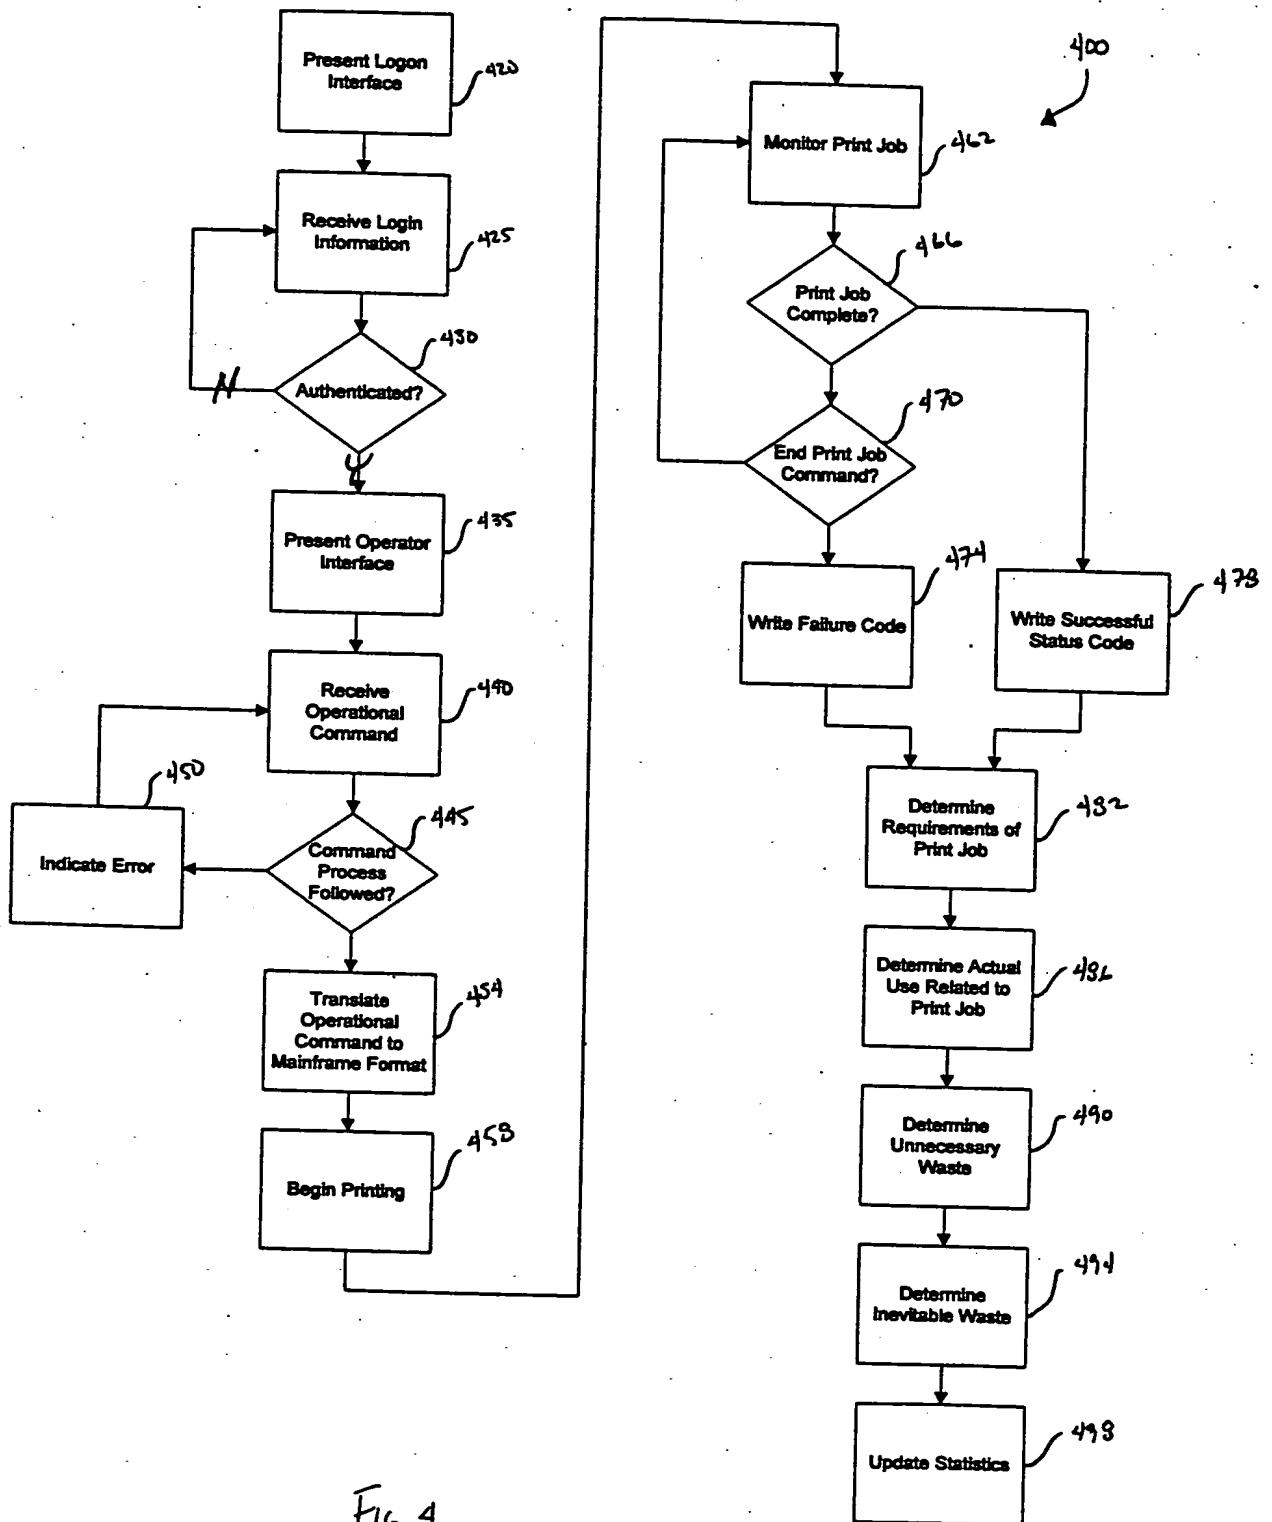 Present Logon
Interface
420
Receive Login
Information
425
Authenticated?
430
N
Y
Present Operator
Interface
435
Receive
Operational
Command
440
Command
Process
Followed?
445
Indicate Error
450
Translate
Operational
Command to
Mainframe Format
454
Begin Printing
458
400
Monitor Print Job
462
Print Job
Complete?
466
End Print Job
Command?
470
Write Failure Code
474
Write Successful
Status Code
478
Determine
Requirements of
Print Job
482
Determine Actual
Use Related to
Print Job
486
Determine
Unnecessary
Waste
490
Determine
Inevitable Waste
494
Update Statistics
498
Fig. 4